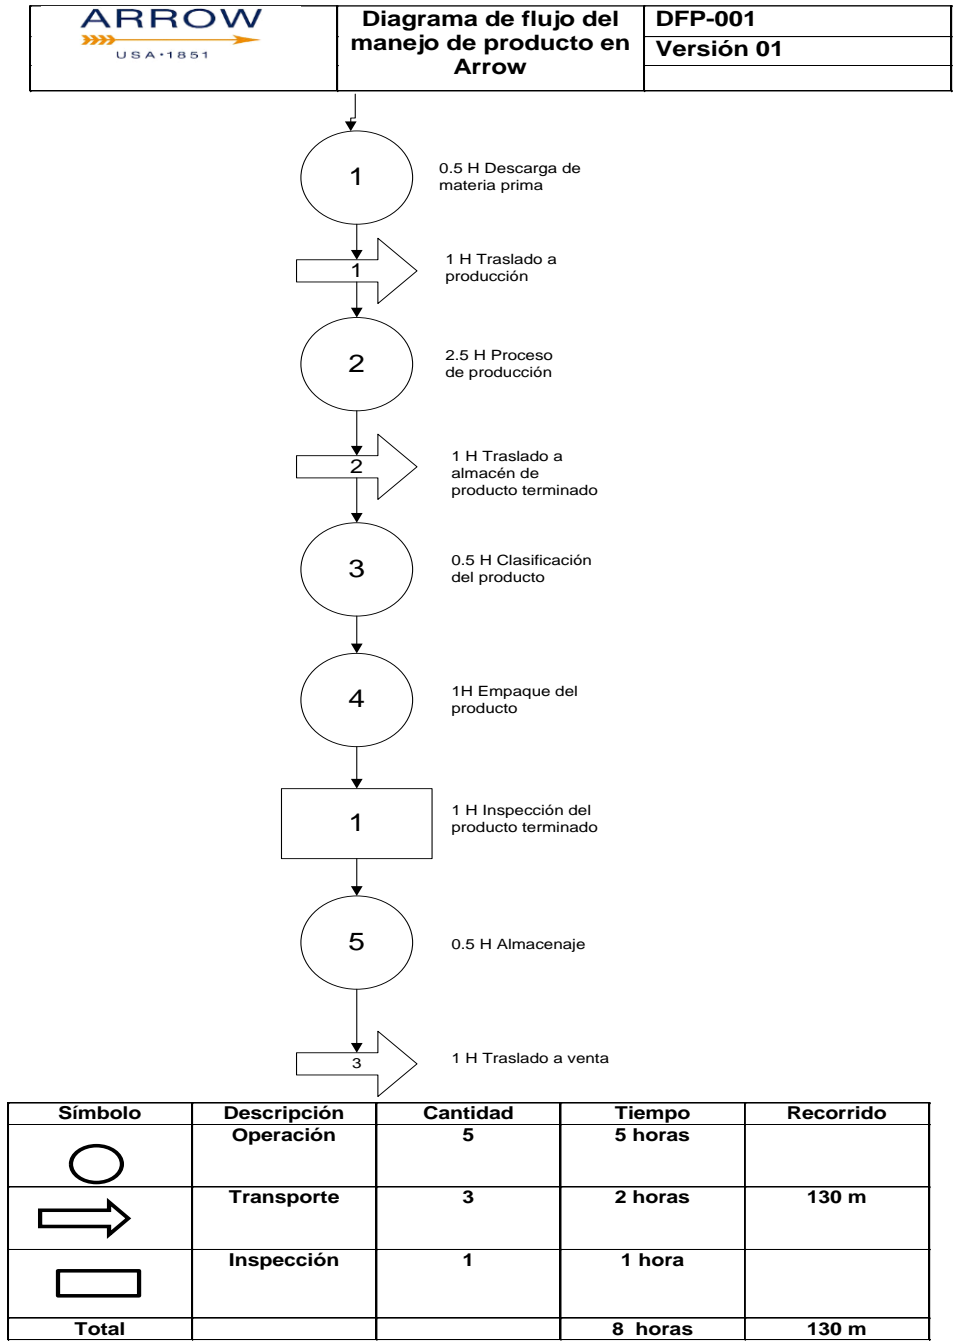 ARROW
USA·1851
Diagrama de flujo del
manejo de producto en
Arrow
DFP-001
Versión 01
1
0.5 H Descarga de
materia prima
1
1 H Traslado a
producción
2
2.5 H Proceso
de producción
2
1 H Traslado a
almacén de
producto terminado
3
0.5 H Clasificación
del producto
4
1H Empaque del
producto
1
1 H Inspección del
producto terminado
5
0.5 H Almacenaje
3
1 H Traslado a venta
Símbolo Descripción Cantidad Tiempo Recorrido
Operación 5 5 horas
Transporte 3 2 horas 130 m
Inspección 1 1 hora
Total 8 horas 130 m